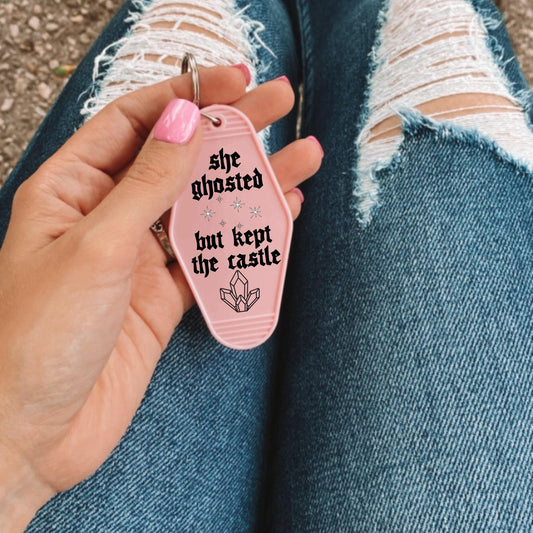 she
ghosted
but kept
the castle